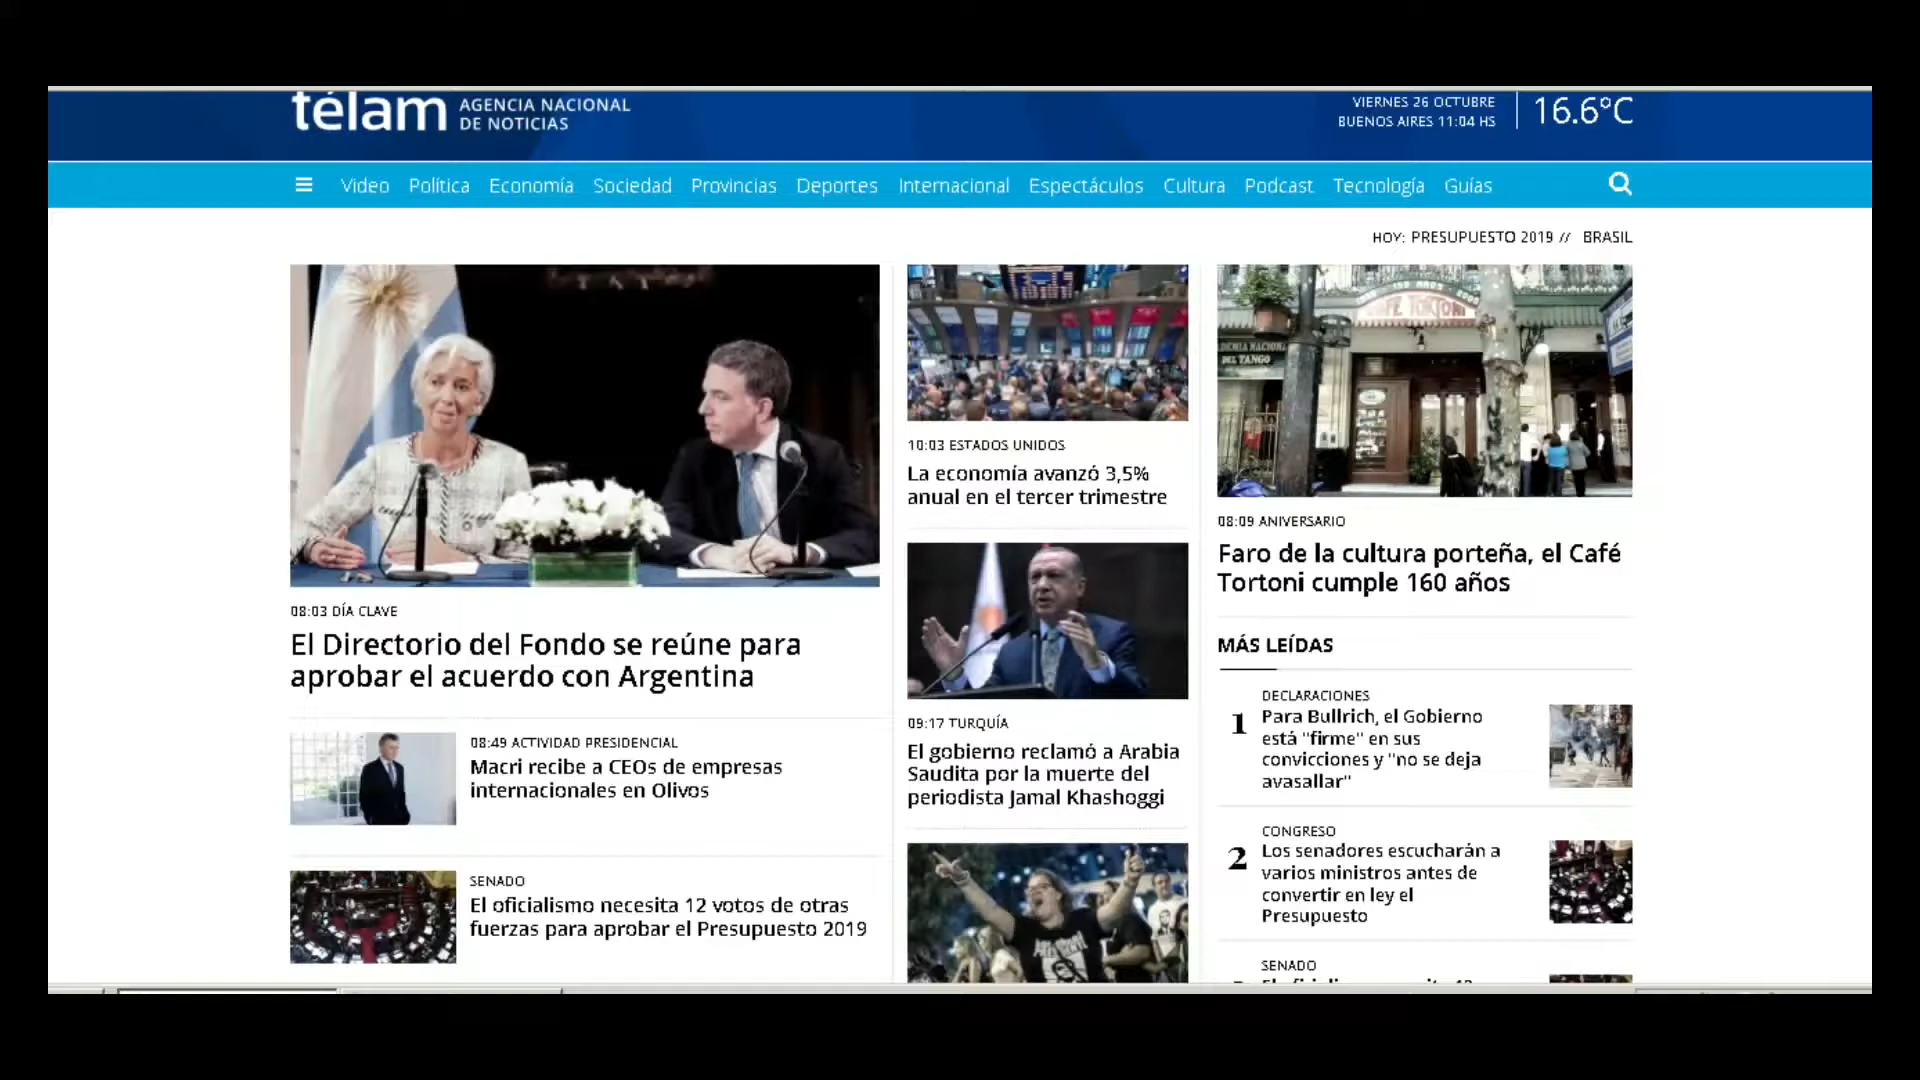 télam AGENCIA NACIONAL
DE NOTICIAS
VIERNES 26 OCTUBRE
BUENOS AIRES 11:04 HS
16.6°C
Video Política Economía Sociedad Provincias Deportes Internacional Espectáculos Cultura Podcast Tecnología Guías
HOY: PRESUPUESTO 2019 // BRASIL
08:03 DÍA CLAVE
El Directorio del Fondo se reúne para
aprobar el acuerdo con Argentina
08:49 ACTIVIDAD PRESIDENCIAL
Macri recibe a CEOs de empresas
internacionales en Olivos
SENADO
El oficialismo necesita 12 votos de otras
fuerzas para aprobar el Presupuesto 2019
10:03 ESTADOS UNIDOS
La economía avanzó 3,5%
anual en el tercer trimestre
09:17 TURQUÍA
El gobierno reclamó a Arabia
Saudita por la muerte del
periodista Jamal Khashoggi
CAFE TORTONI
ACADEMIA NACIONAL
DEL TANGO
08:09 ANIVERSARIO
Faro de la cultura porteña, el Café
Tortoni cumple 160 años
MÁS LEÍDAS
1
DECLARACIONES
Para Bullrich, el Gobierno
está "firme" en sus
convicciones y "no se deja
avasallar"
2
CONGRESO
Los senadores escucharán a
varios ministros antes de
convertir en ley el
Presupuesto
SENADO